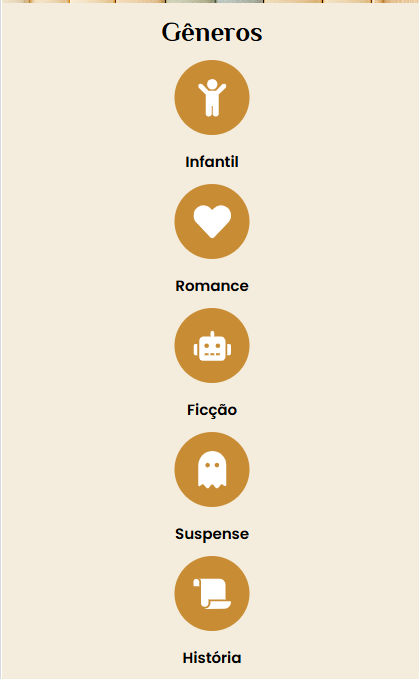 Gêneros
Infantil
Romance
Ficção
Suspense
História